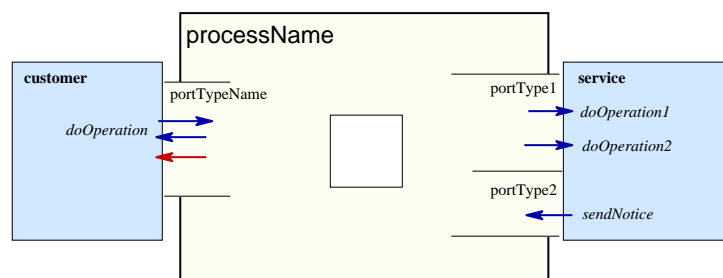 processName
customer
portTypeName
doOperation
portType1
service
doOperation1
doOperation2
portType2
sendNotice